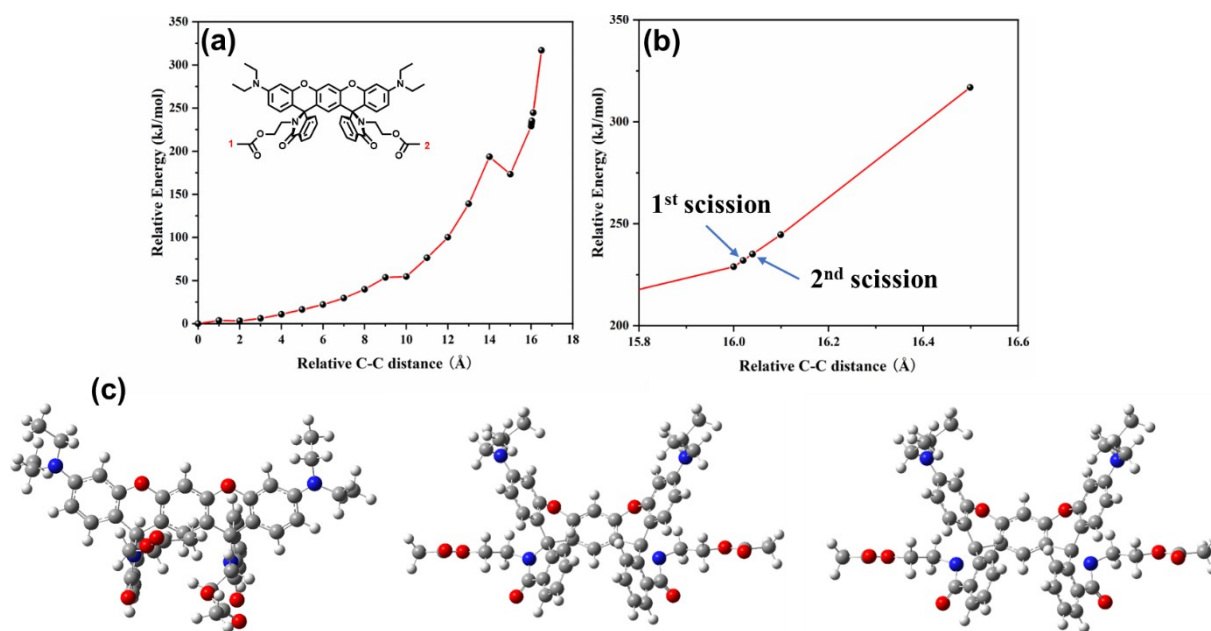 (a)
Relative Energy (kJ/mol)
350
300
250
200
150
100
50
0
0 2 4 6 8 10 12 14 16 18
Relative C-C distance (Å)
N O O N
N N
O O O O
1 O O 2
(b)
Relative Energy (kJ/mol)
350
300
250
200
15.8 16.0 16.2 16.4 16.6
Relative C-C distance (Å)
1st scission
2nd scission
(c)